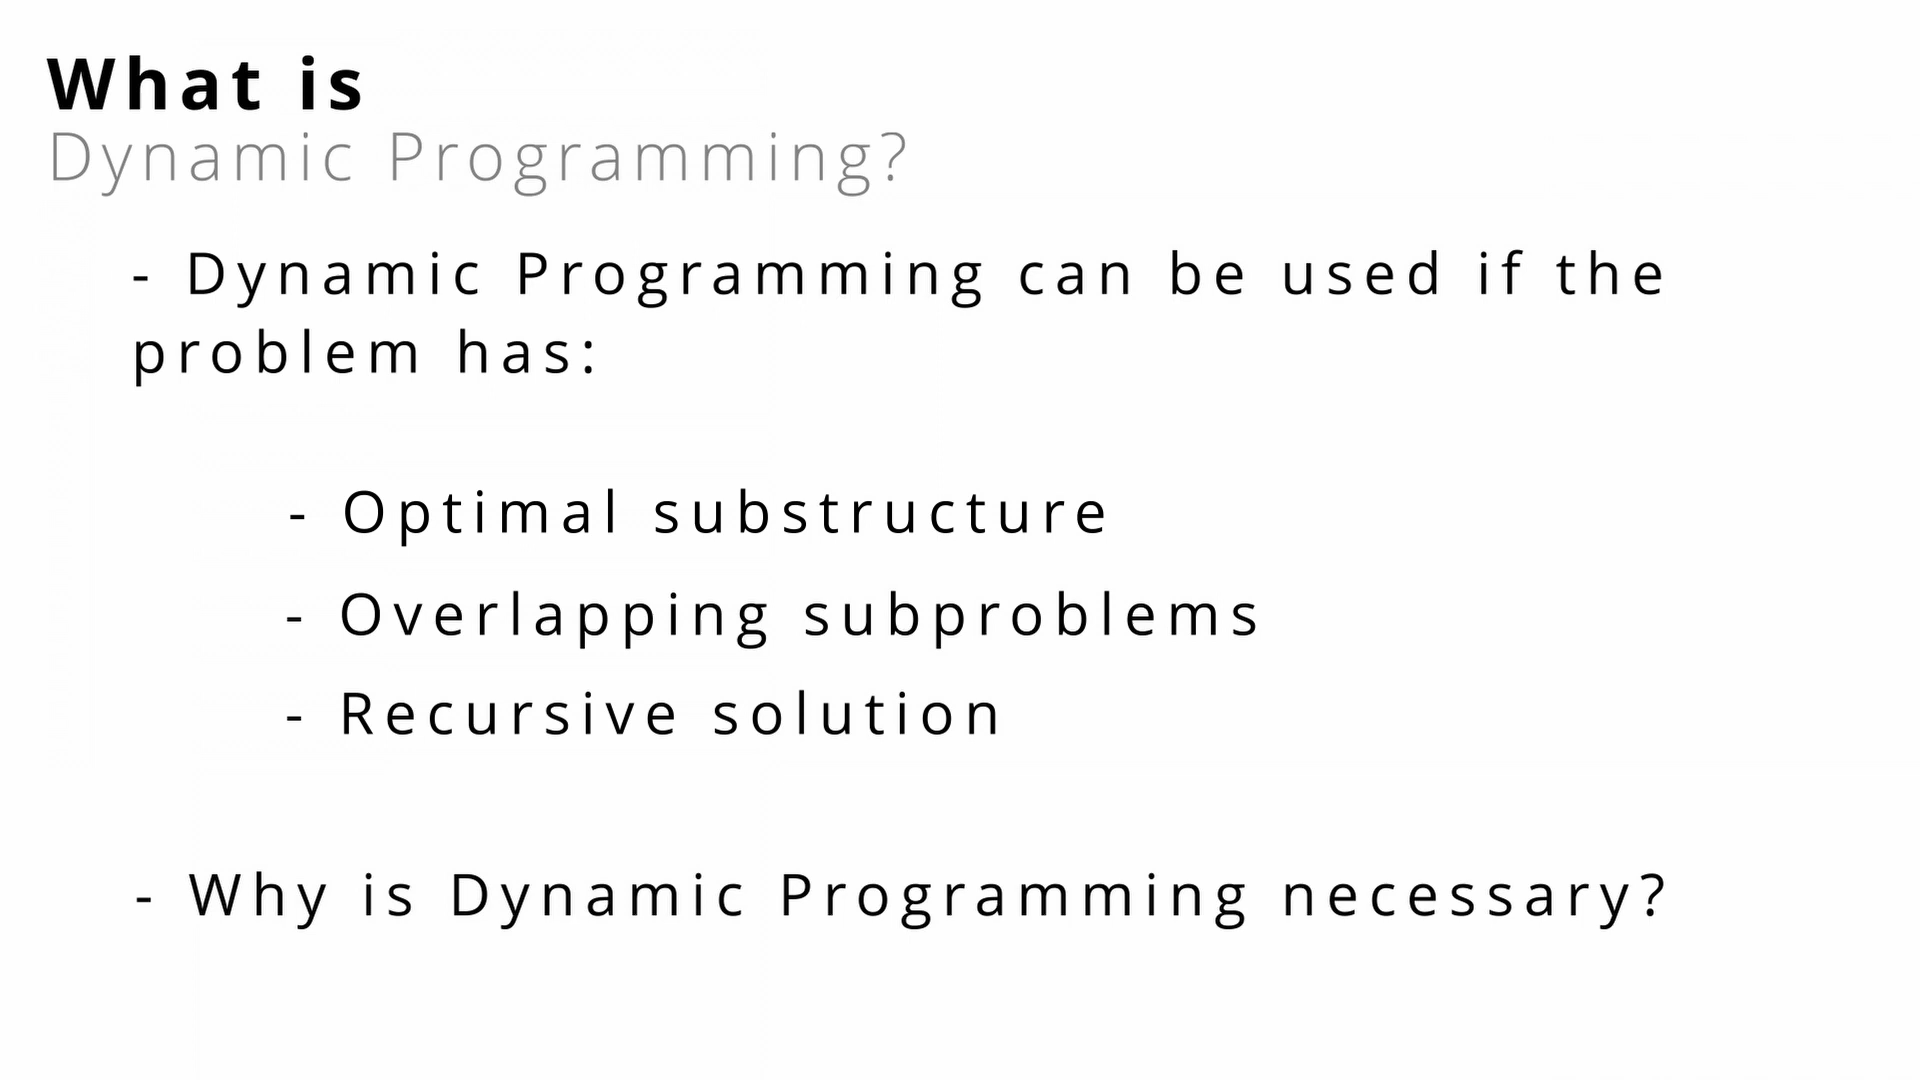 What is
Dynamic Programming?
- Dynamic Programming can be used if the
problem has:
- Optimal substructure
- Overlapping subproblems
- Recursive solution
- Why is Dynamic Programming necessary?